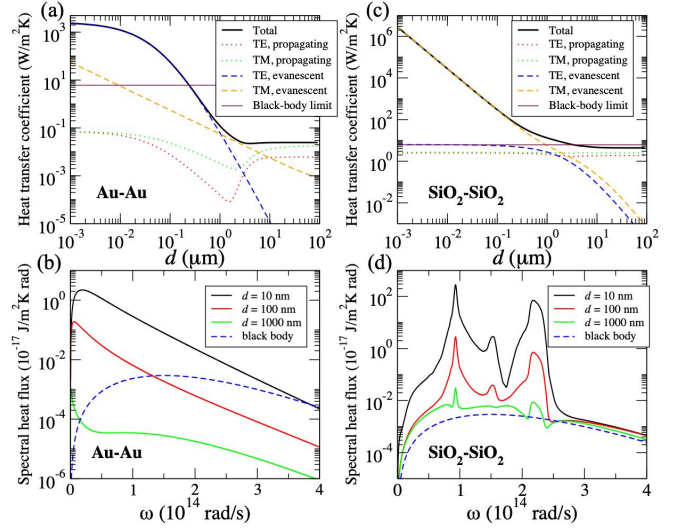 (a)
Heat transfer coefficient (W/m²K)
10³
10¹
10⁻¹
10⁻³
10⁻⁵
Total
TE, propagating
TM, propagating
TE, evanescent
TM, evanescent
Black-body limit
Au-Au
10⁻³ 10⁻² 10⁻¹ 10⁰ 10¹ 10²
d (μm)
(c)
Heat transfer coefficient (W/m²K)
10⁶
10⁴
10²
10⁰
10⁻²
Total
TE, propagating
TM, propagating
TE, evanescent
TM, evanescent
Black-body limit
SiO₂-SiO₂
10⁻³ 10⁻² 10⁻¹ 10⁰ 10¹ 10²
d (μm)
(b)
Spectral heat flux (10⁻¹⁷ J/m²K rad)
10⁰
10⁻²
10⁻⁴
10⁻⁶
d = 10 nm
d = 100 nm
d = 1000 nm
black body
Au-Au
0 1 2 3 4
ω (10¹⁴ rad/s)
(d)
Spectral heat flux (10⁻¹⁷ J/m²K rad)
10²
10⁰
10⁻²
10⁻⁴
d = 10 nm
d = 100 nm
d = 1000 nm
black body
SiO₂-SiO₂
0 1 2 3 4
ω (10¹⁴ rad/s)